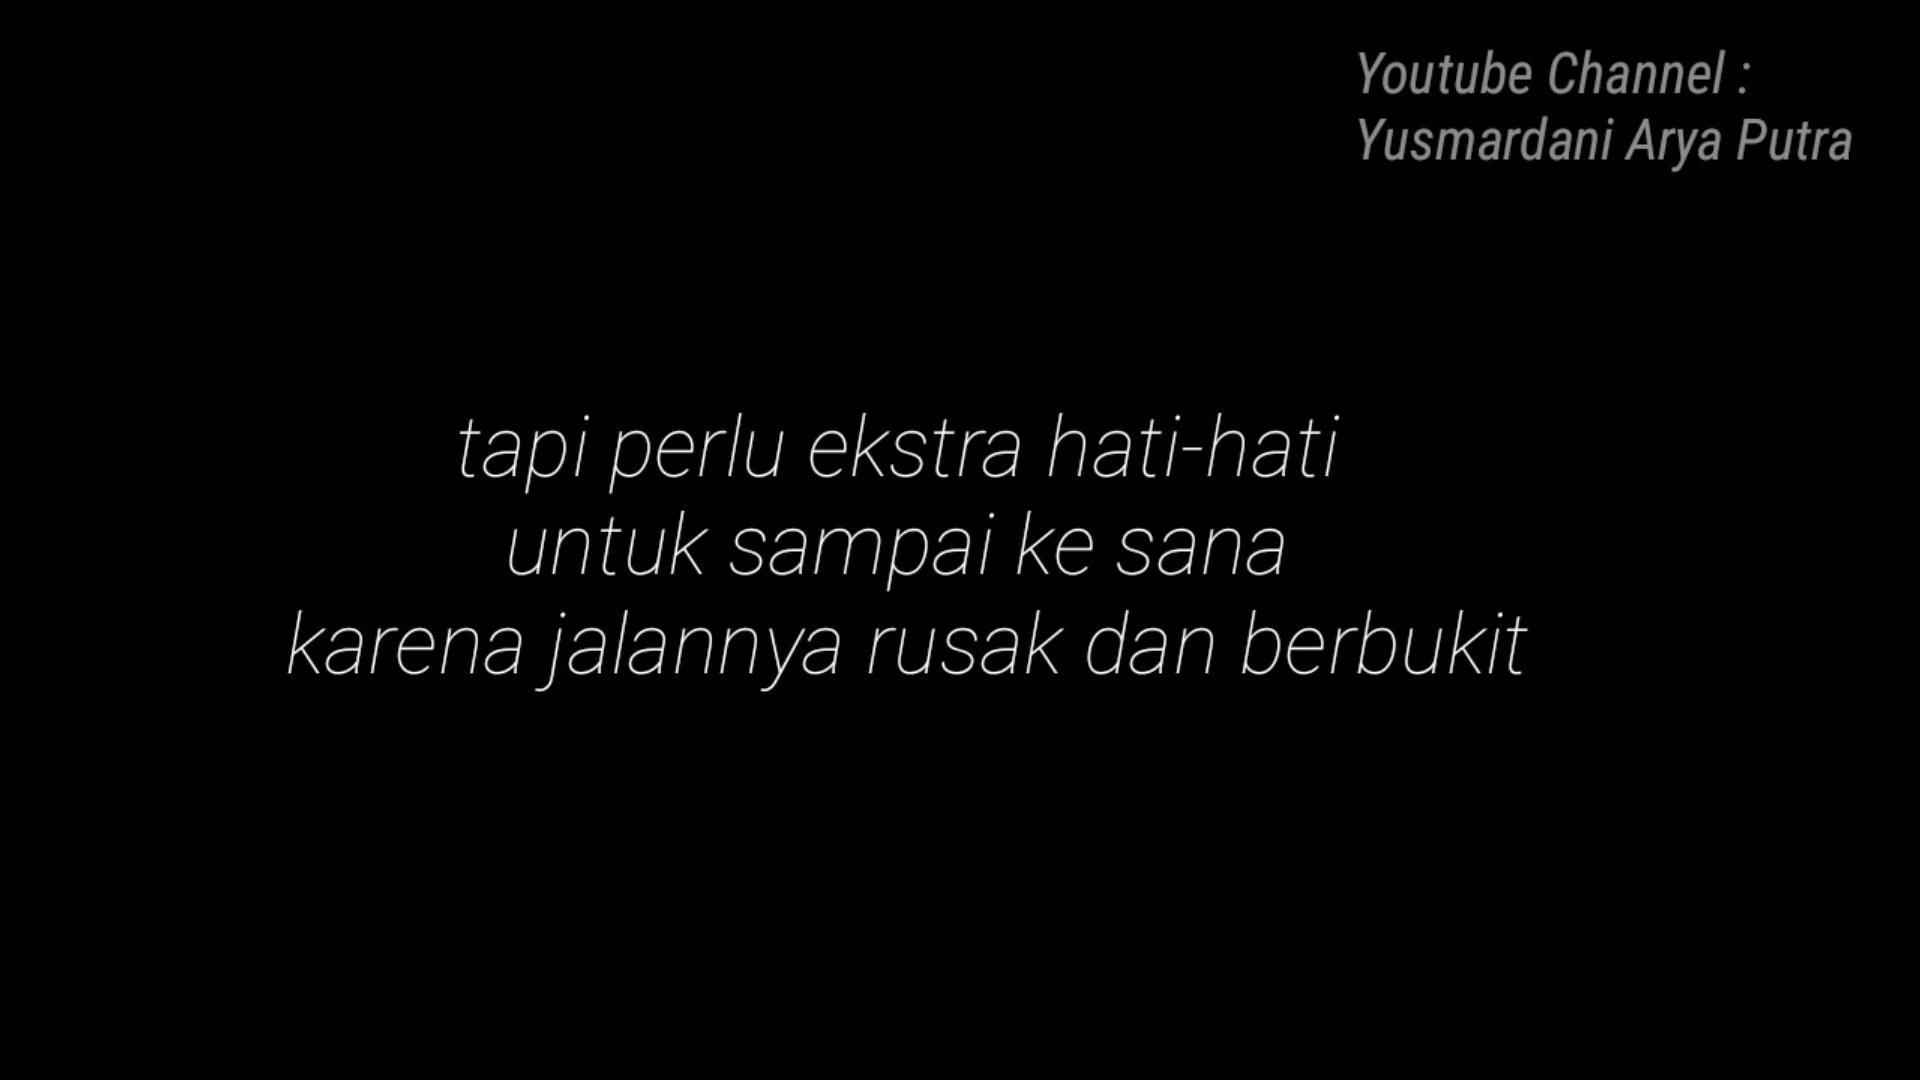 Youtube Channel :
Yusmardani Arya Putra
tapi perlu ekstra hati-hati
untuk sampai ke sana
karena jalannya rusak dan berbukit